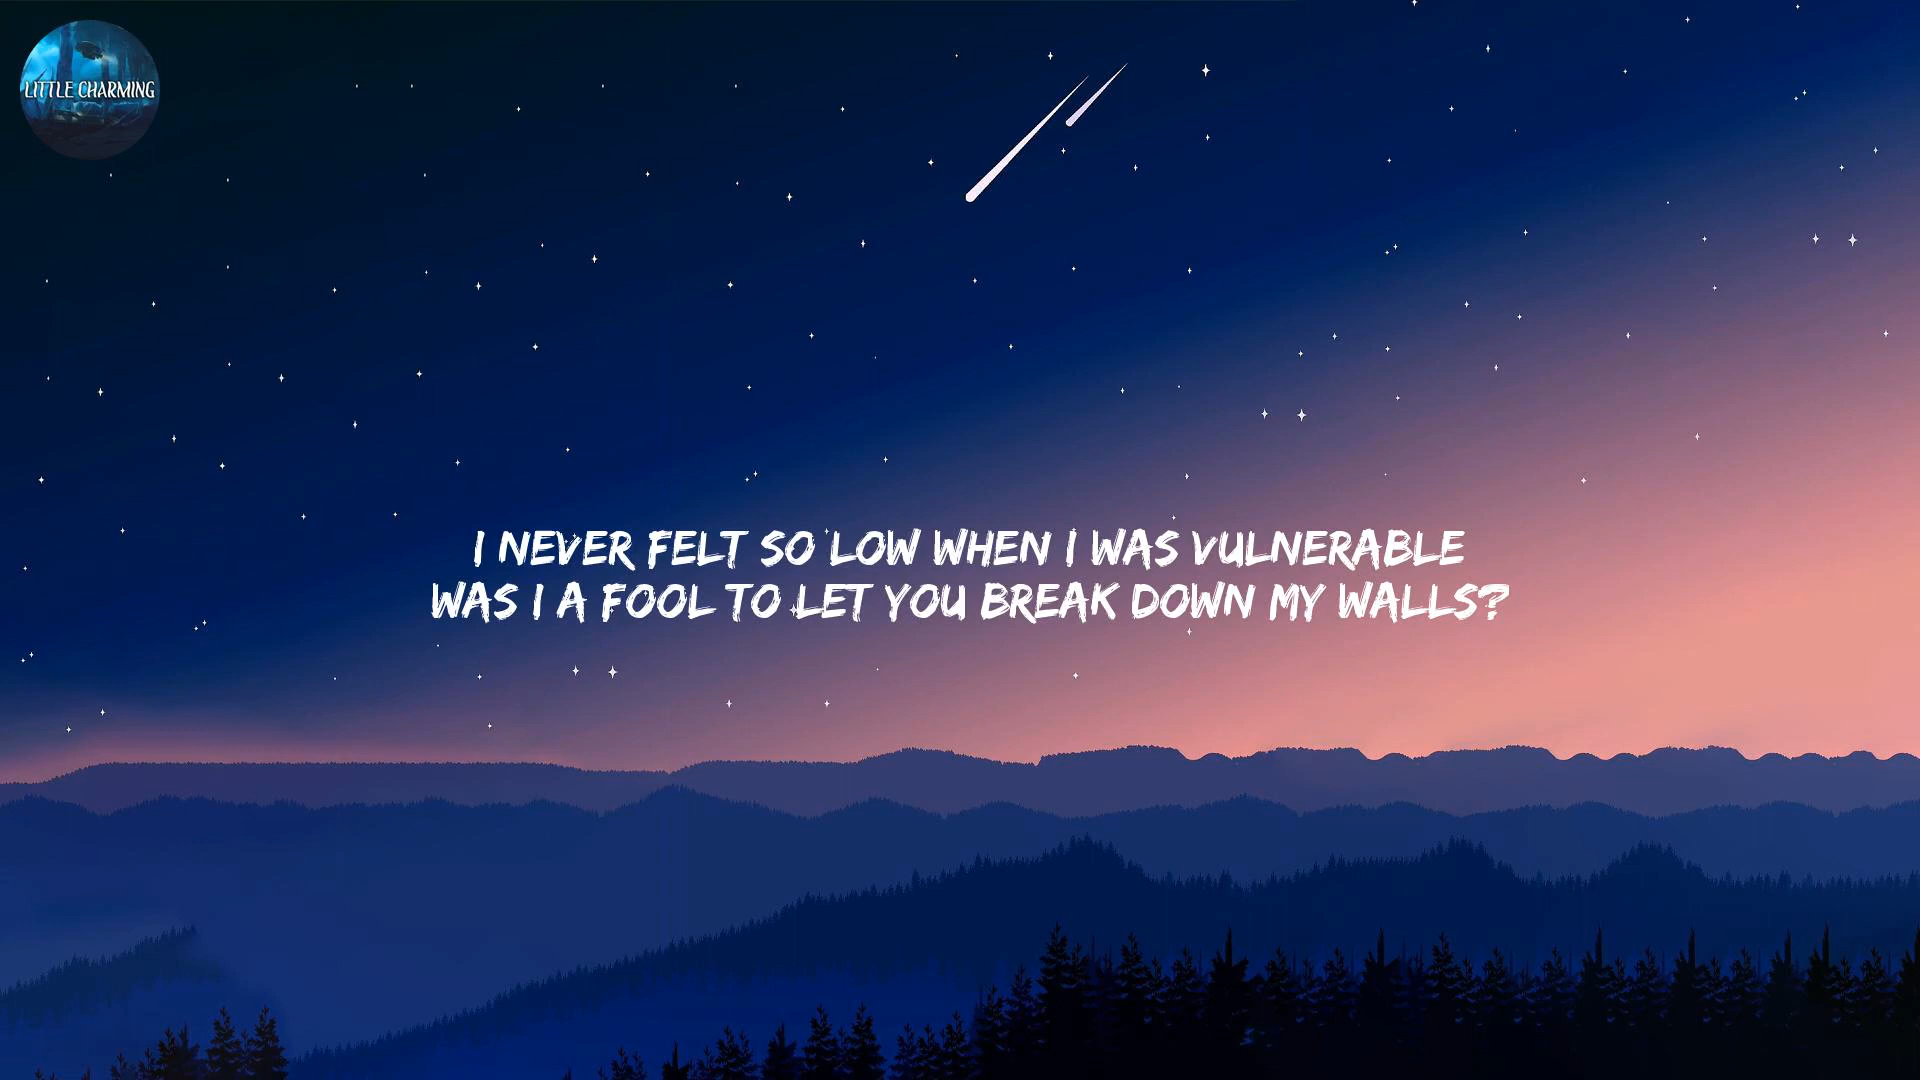 LITTLE CHARMING
I NEVER FELT SO LOW WHEN I WAS VULNERABLE
WAS I A FOOL TO LET YOU BREAK DOWN MY WALLS?